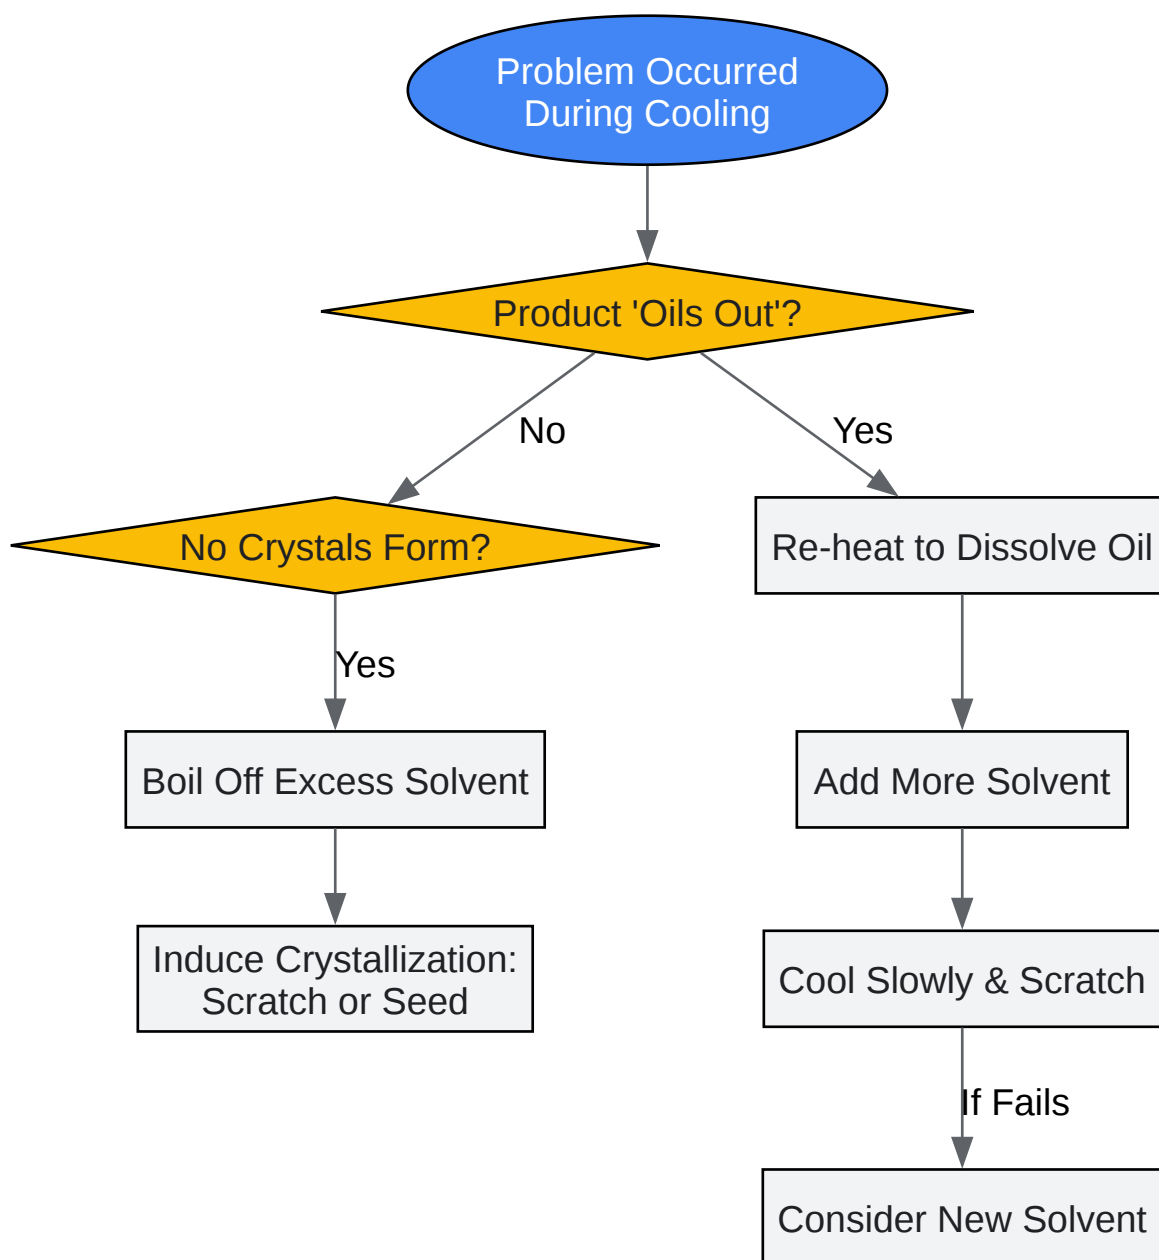 Problem Occurred
During Cooling
Product 'Oils Out'?
No
Yes
No Crystals Form?
Re-heat to Dissolve Oil
Yes
Boil Off Excess Solvent
Add More Solvent
Induce Crystallization:
Scratch or Seed
Cool Slowly & Scratch
If Fails
Consider New Solvent